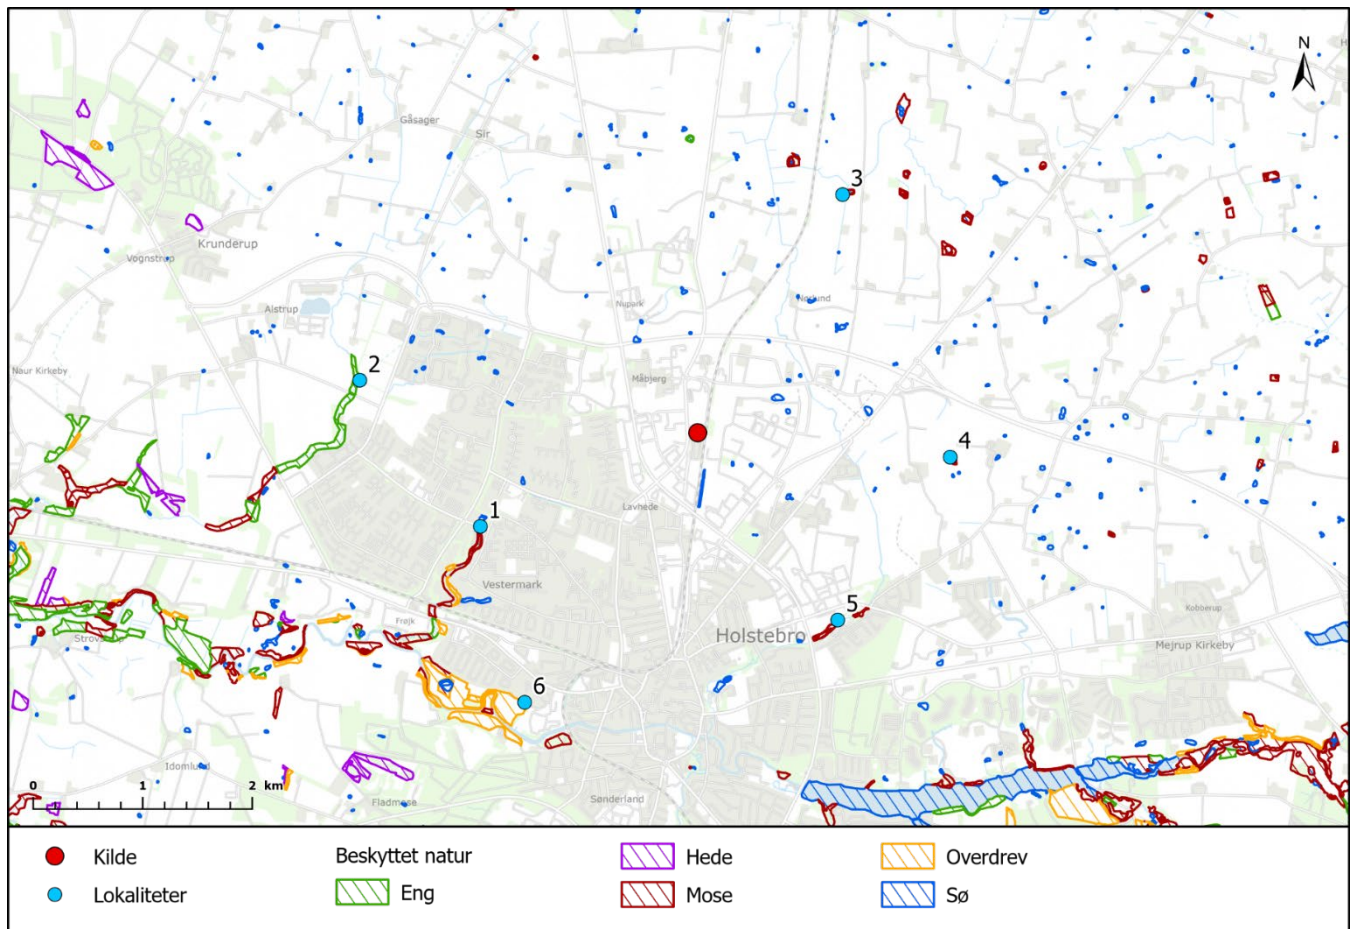 N
Gåsager
Sir
3
Krunderup
Vognstrup
Nupark
Nørlund
Alstrup
2
Naur Kirkeby
Måbjerg
4
Lavhede
1
Vestermark
5
Kobberup
Frøjk
Holstebro
Mejrup Kirkeby
6
Idomlund
0 1 2 km
Fladmose
Sønderland
Kilde
Beskyttet natur
Hede
Overdrev
Lokaliteter
Eng
Mose
Sø